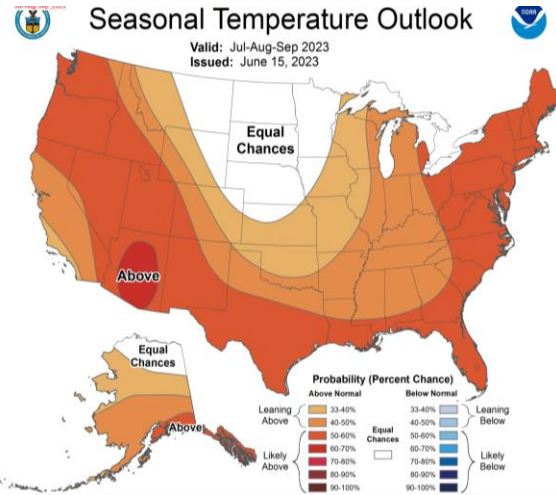 Seasonal Temperature Outlook
Valid: Jul-Aug-Sep 2023
Issued: June 15, 2023
NOAA
Equal
Chances
Above
Equal
Chances
Above
Probability (Percent Chance)
Above Normal
Below Normal
Leaning
Above
33-40%
40-50%
Likely
Above
50-60%
60-70%
70-80%
80-90%
90-100%
Equal
Chances
33-40%
40-50%
Leaning
Below
50-60%
60-70%
70-80%
80-90%
90-100%
Likely
Below